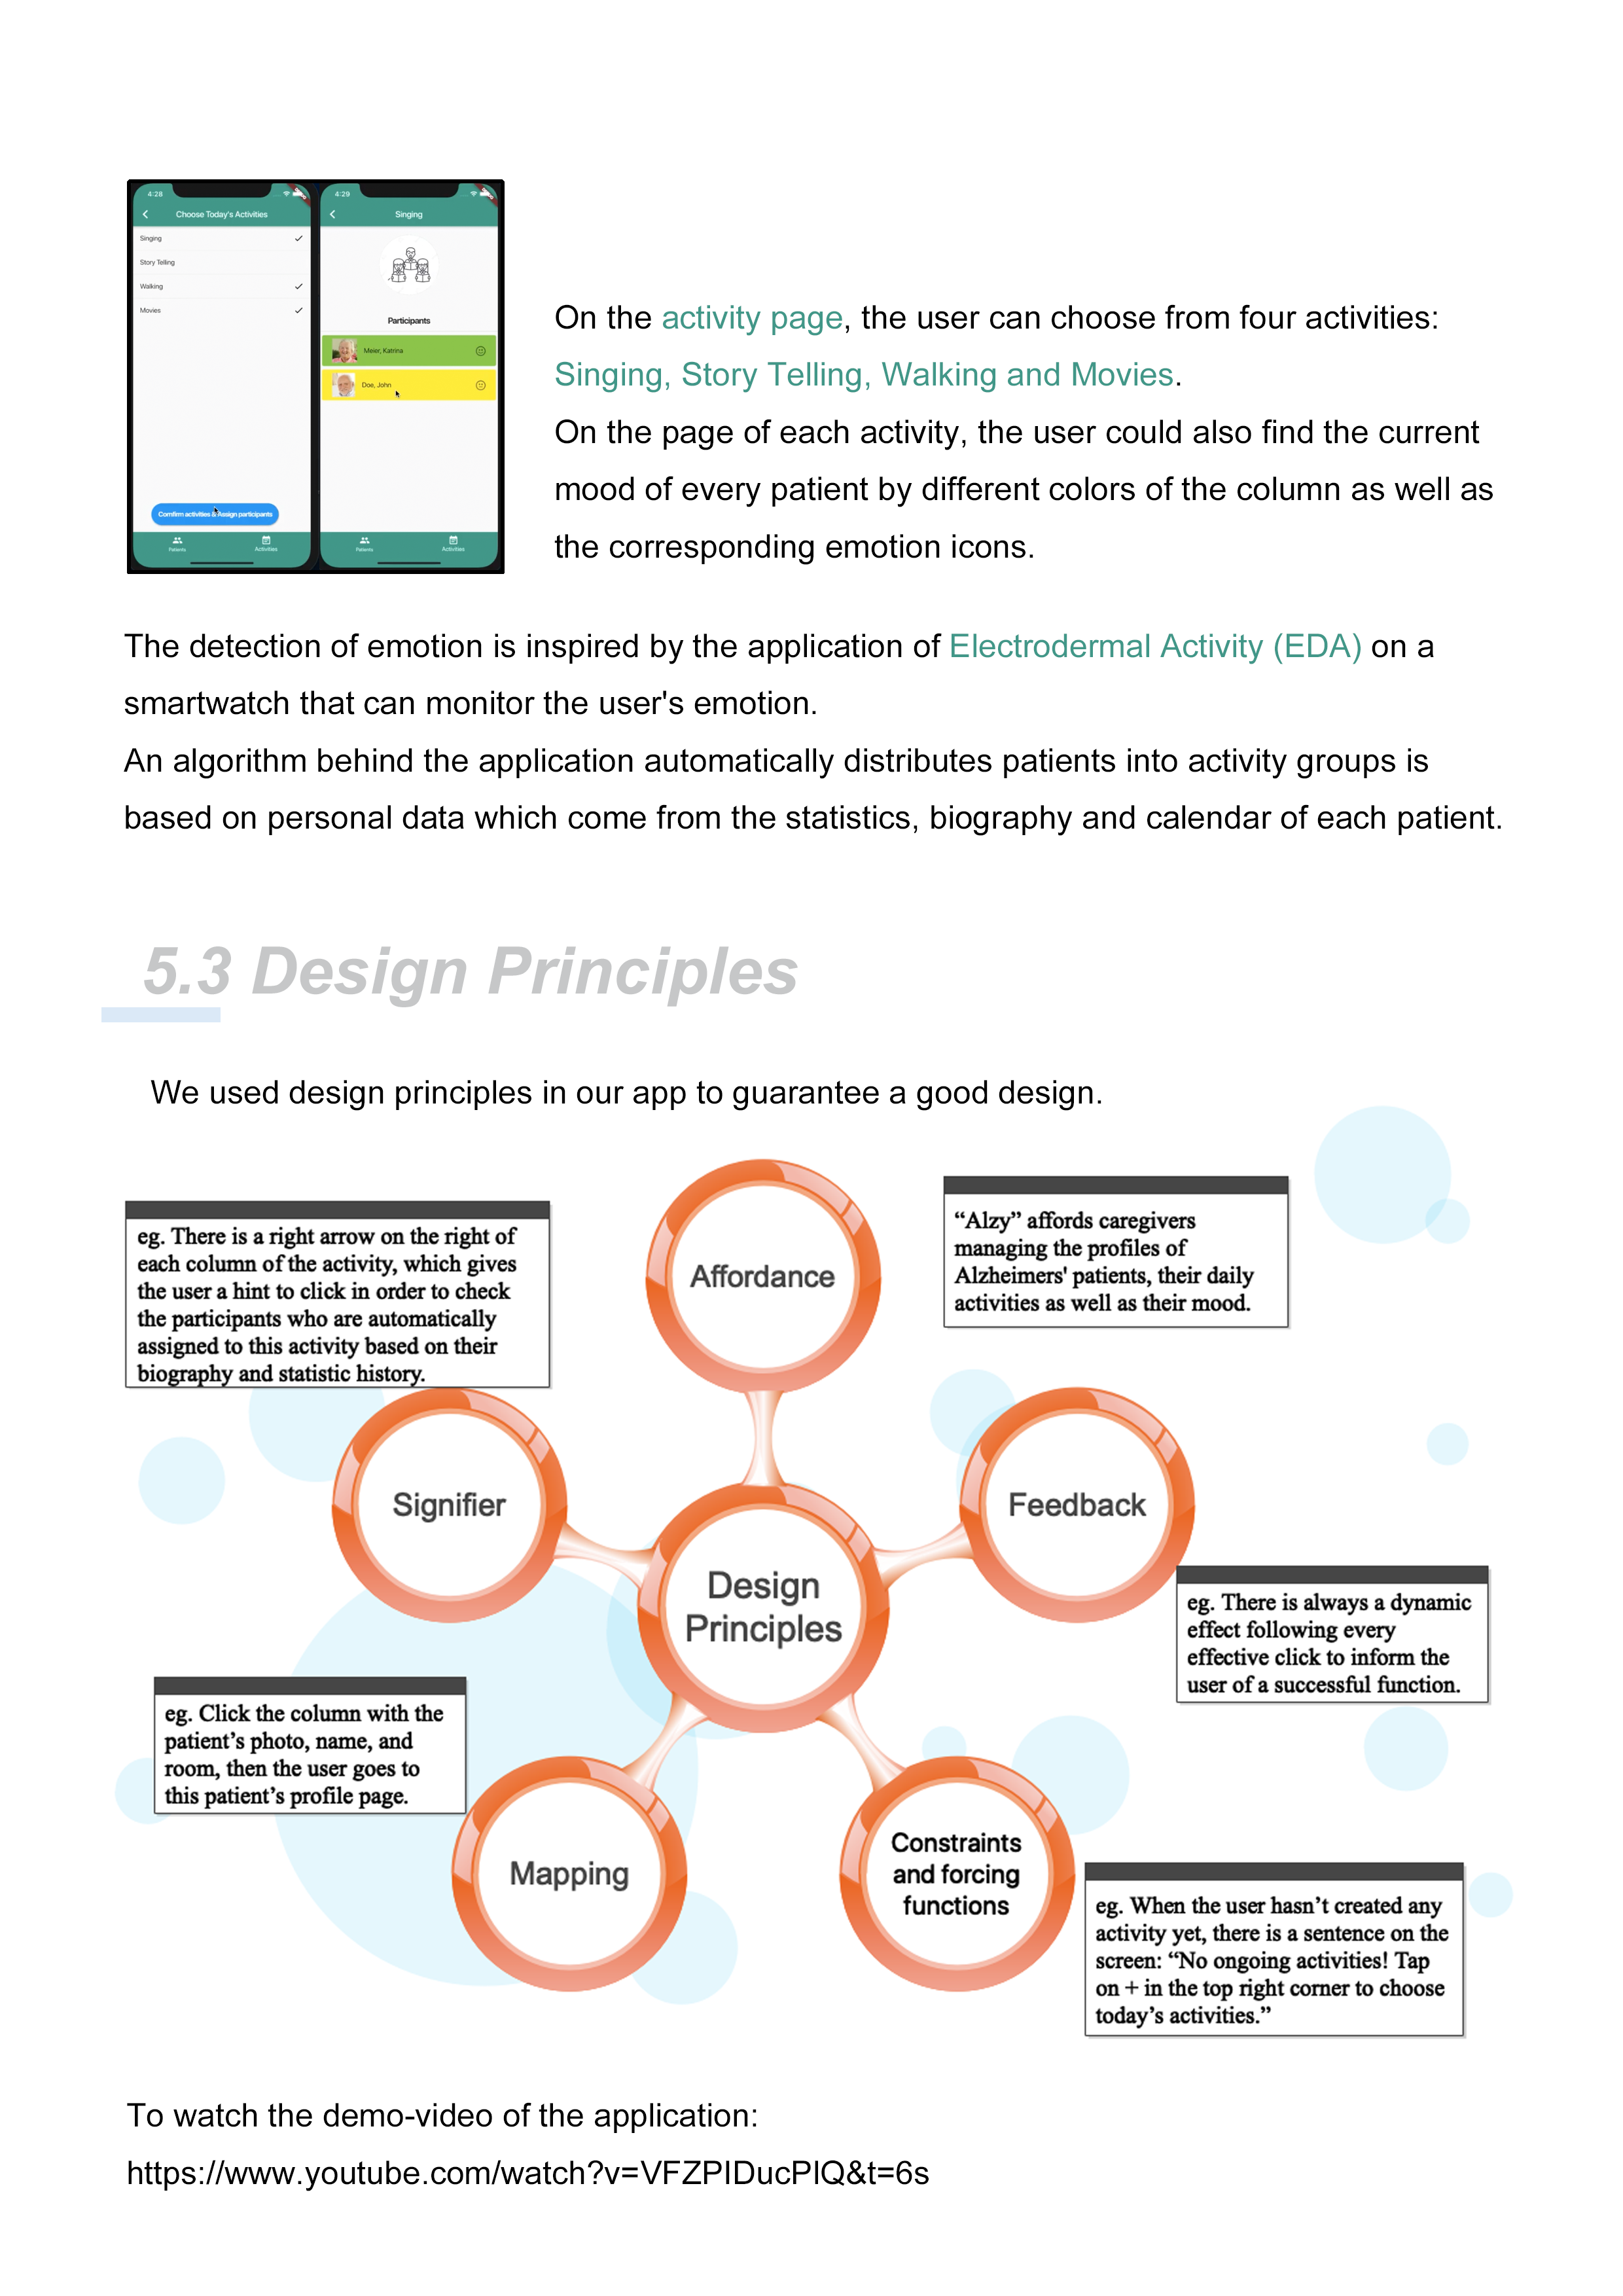 4:28
Choose Today's Activities
Singing
Story Telling
Walking
Movies
Comfirm activities & Assign participants
Patients
Activities
4:29
Singing
Participants
Meier, Katrina
Doe, John
Patients
Activities
On the activity page, the user can choose from four activities:
Singing, Story Telling, Walking and Movies.
On the page of each activity, the user could also find the current
mood of every patient by different colors of the column as well as
the corresponding emotion icons.
The detection of emotion is inspired by the application of Electrodermal Activity (EDA) on a
smartwatch that can monitor the user's emotion.
An algorithm behind the application automatically distributes patients into activity groups is
based on personal data which come from the statistics, biography and calendar of each patient.
5.3 Design Principles
We used design principles in our app to guarantee a good design.
eg. There is a right arrow on the right of
each column of the activity, which gives
the user a hint to click in order to check
the participants who are automatically
assigned to this activity based on their
biography and statistic history.
Affordance
“Alzy” affords caregivers
managing the profiles of
Alzheimers' patients, their daily
activities as well as their mood.
Signifier
Feedback
Design
Principles
eg. There is always a dynamic
effect following every
effective click to inform the
user of a successful function.
eg. Click the column with the
patient’s photo, name, and
room, then the user goes to
this patient’s profile page.
Mapping
Constraints
and forcing
functions
eg. When the user hasn’t created any
activity yet, there is a sentence on the
screen: “No ongoing activities! Tap
on + in the top right corner to choose
today’s activities.”
To watch the demo-video of the application:
https://www.youtube.com/watch?v=VFZPIDucPIQ&t=6s